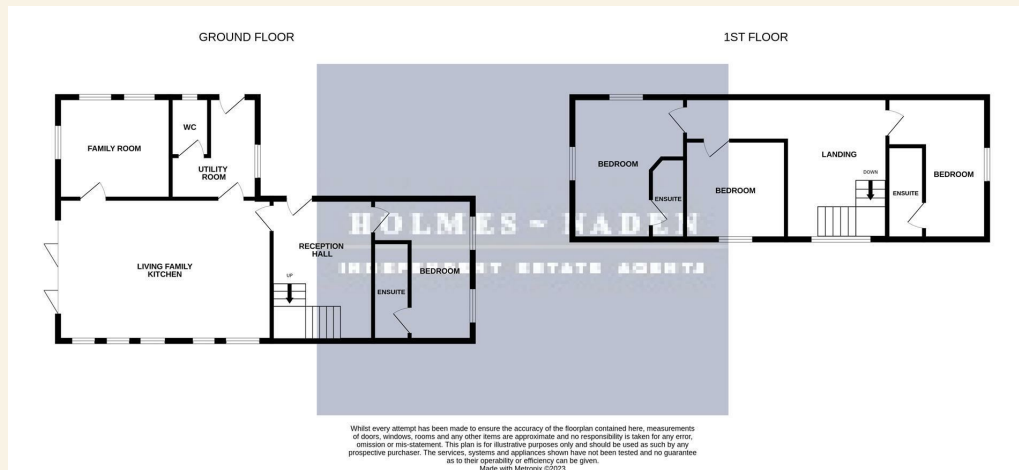 GROUND FLOOR
1ST FLOOR
FAMILY ROOM
WC
UTILITY
ROOM
LIVING FAMILY
KITCHEN
RECEPTION
HALL
UP
ENSUITE
BEDROOM
BEDROOM
ENSUITE
BEDROOM
LANDING
DOWN
ENSUITE
BEDROOM
HOLMES - NADEN
INDEPENDENT ESTATE AGENTS
Whilst every attempt has been made to ensure the accuracy of the floorplan contained here, measurements
of doors, windows, rooms and any other items are approximate and no responsibility is taken for any error,
omission or mis-statement. This plan is for illustrative purposes only and should be used as such by any
prospective purchaser. The services, systems and appliances shown have not been tested and no guarantee
as to their operability or efficiency can be given.
Made with Metropix ©2023